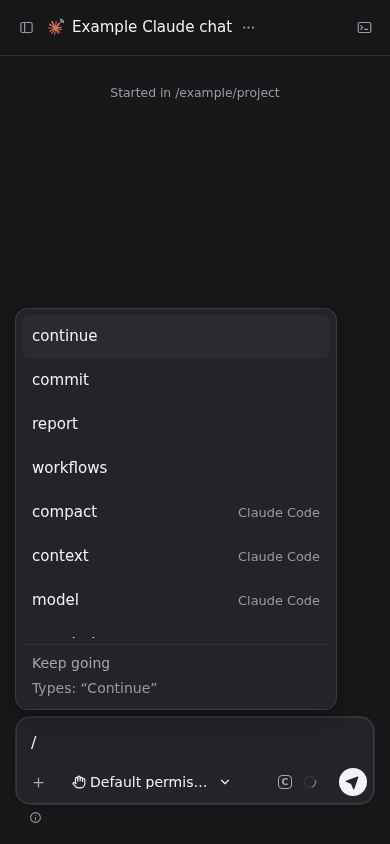 Example Claude chat
Started in /example/project
continue
commit
report
workflows
compact Claude Code
context Claude Code
model Claude Code
Keep going
Types: “Continue”
/
Default permis…
C